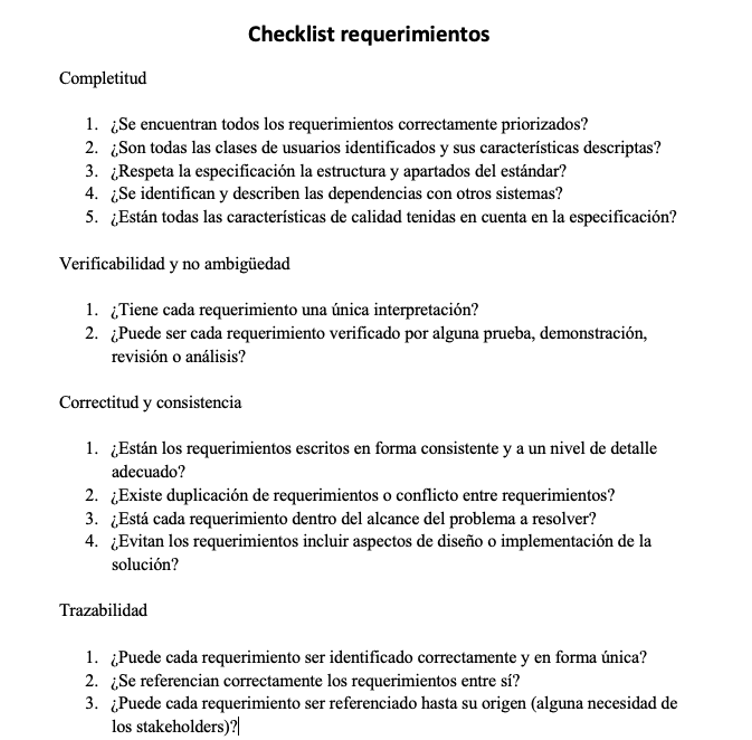 Checklist requerimientos
Completitud
1. ¿Se encuentran todos los requerimientos correctamente priorizados?
2. ¿Son todas las clases de usuarios identificados y sus características descriptas?
3. ¿Respeta la especificación la estructura y apartados del estándar?
4. ¿Se identifican y describen las dependencias con otros sistemas?
5. ¿Están todas las características de calidad tenidas en cuenta en la especificación?
Verificabilidad y no ambigüedad
1. ¿Tiene cada requerimiento una única interpretación?
2. ¿Puede ser cada requerimiento verificado por alguna prueba, demostración,
revisión o análisis?
Correctitud y consistencia
1. ¿Están los requerimientos escritos en forma consistente y a un nivel de detalle
adecuado?
2. ¿Existe duplicación de requerimientos o conflicto entre requerimientos?
3. ¿Está cada requerimiento dentro del alcance del problema a resolver?
4. ¿Evitan los requerimientos incluir aspectos de diseño o implementación de la
solución?
Trazabilidad
1. ¿Puede cada requerimiento ser identificado correctamente y en forma única?
2. ¿Se referencian correctamente los requerimientos entre sí?
3. ¿Puede cada requerimiento ser referenciado hasta su origen (alguna necesidad de
los stakeholders)?